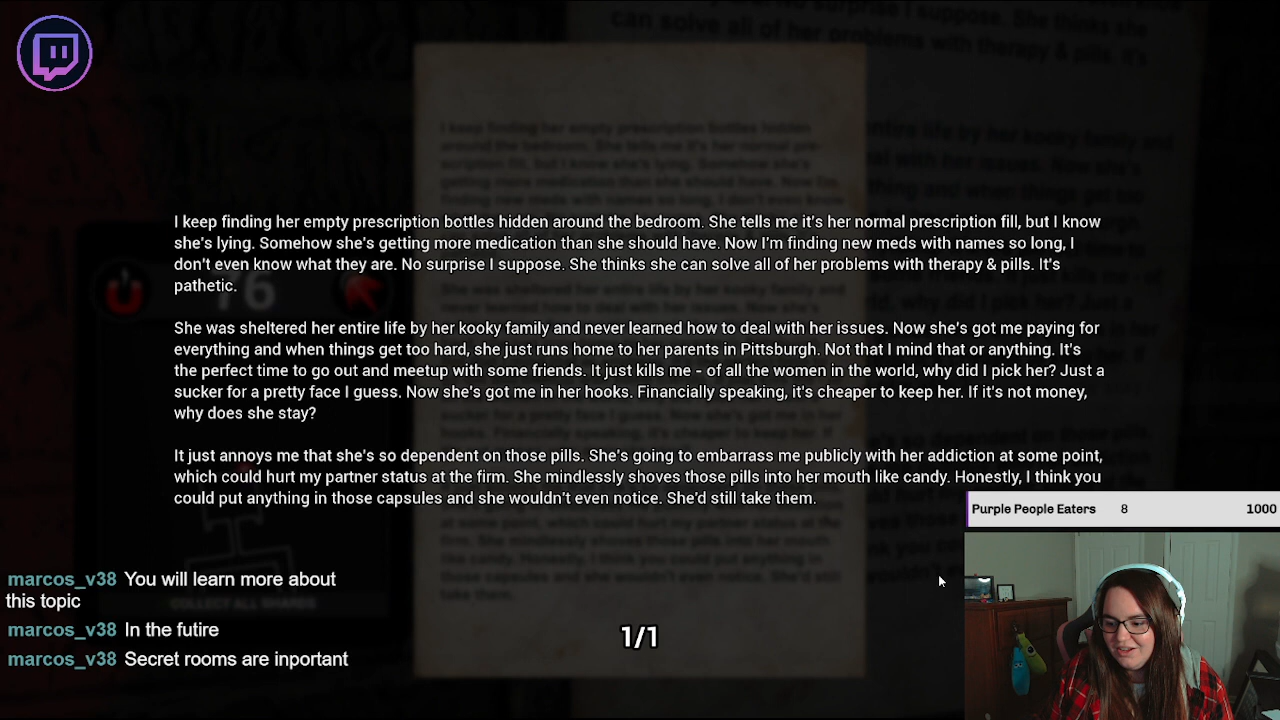 I keep finding her empty prescription bottles hidden around the bedroom. She tells me it's her normal prescription fill, but I know
she's lying. Somehow she's getting more medication than she should have. Now I'm finding new meds with names so long, I
don't even know what they are. No surprise I suppose. She thinks she can solve all of her problems with therapy & pills. It's
pathetic.
She was sheltered her entire life by her kooky family and never learned how to deal with her issues. Now she's got me paying for
everything and when things get too hard, she just runs home to her parents in Pittsburgh. Not that I mind that or anything. It's
the perfect time to go out and meetup with some friends. It just kills me - of all the women in the world, why did I pick her? Just a
sucker for a pretty face I guess. Now she's got me in her hooks. Financially speaking, it's cheaper to keep her. If it's not money,
why does she stay?
It just annoys me that she's so dependent on those pills. She's going to embarrass me publicly with her addiction at some point,
which could hurt my partner status at the firm. She mindlessly shoves those pills into her mouth like candy. Honestly, I think you
could put anything in those capsules and she wouldn't even notice. She'd still take them.
1/1
76
COLLECT ALL SHARDS
Purple People Eaters 8 1000
marcos_v38 You will learn more about
this topic
marcos_v38 In the futire
marcos_v38 Secret rooms are inportant